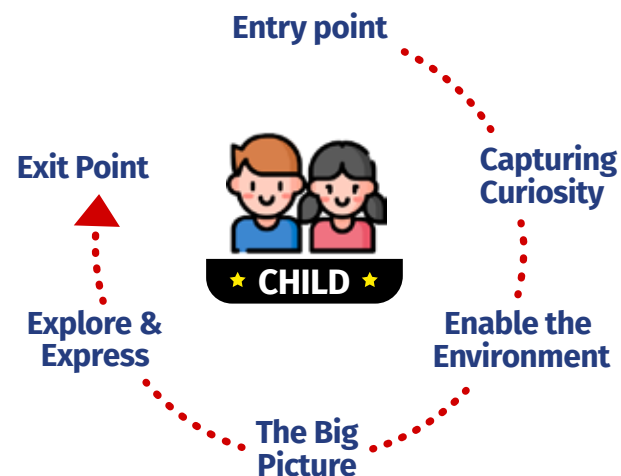 Entry point
Capturing
Curiosity
Enable the
Environment
The Big
Picture
Explore &
Express
Exit Point
CHILD